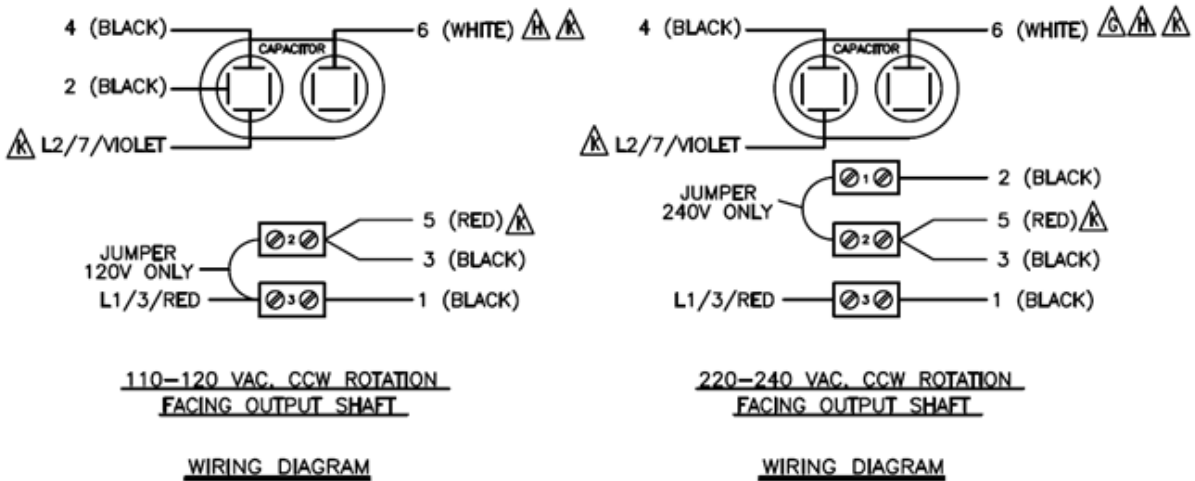 4 (BLACK)
CAPACITOR
6 (WHITE) H K
2 (BLACK)
K L2/7/VIOLET
2
5 (RED) K
3 (BLACK)
JUMPER
120V ONLY
L1/3/RED
3
1 (BLACK)
110-120 VAC, CCW ROTATION
FACING OUTPUT SHAFT
WIRING DIAGRAM
4 (BLACK)
CAPACITOR
6 (WHITE) G H K
K L2/7/VIOLET
1
2 (BLACK)
JUMPER
240V ONLY
2
5 (RED) K
3 (BLACK)
L1/3/RED
3
1 (BLACK)
220-240 VAC, CCW ROTATION
FACING OUTPUT SHAFT
WIRING DIAGRAM